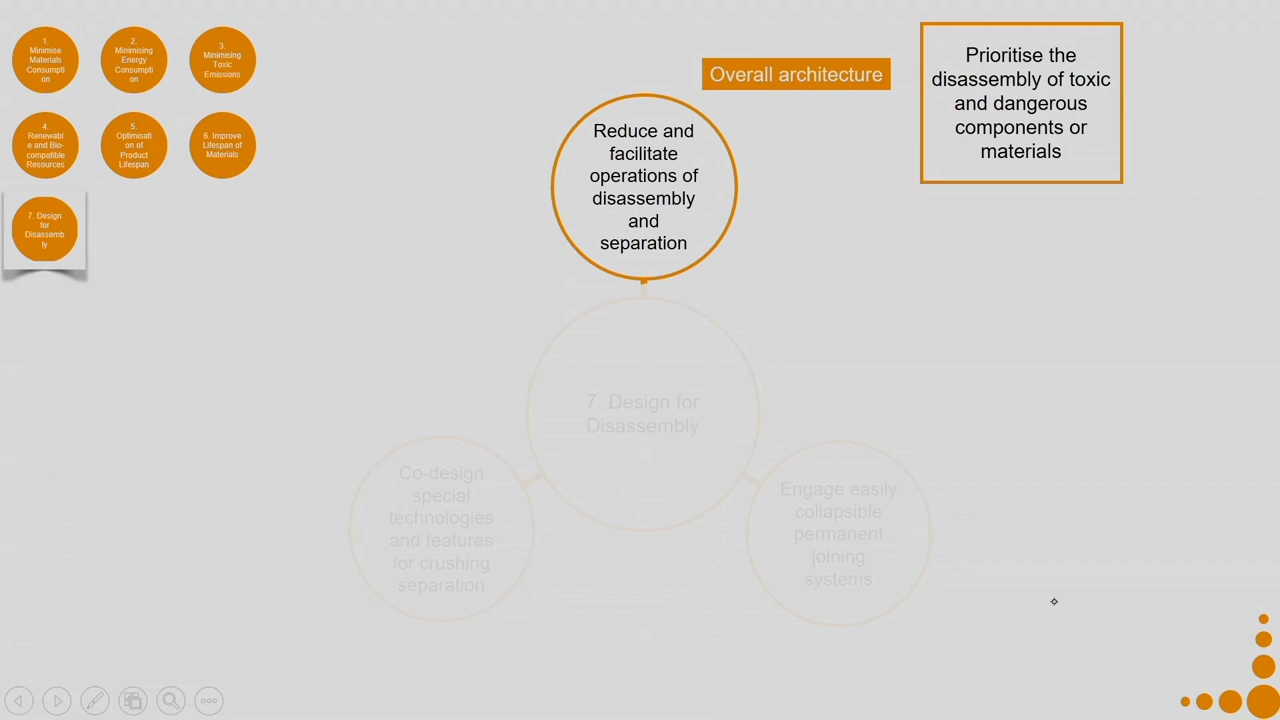 1.
Minimise
Materials
Consumpti
on
2.
Minimising
Energy
Consumpti
on
3.
Minimising
Toxic
Emissions
4.
Renewabl
e and Bio-
compatible
Resources
5.
Optimisati
on of
Product
Lifespan
6. Improve
Lifespan of
Materials
7. Design
for
Disassemb
ly
Overall architecture
Prioritise the
disassembly of toxic
and dangerous
components or
materials
Reduce and
facilitate
operations of
disassembly
and
separation
7. Design for
Disassembly
Co-design
special
technologies
and features
for crushing
separation
Engage easily
collapsible
permanent
joining
systems